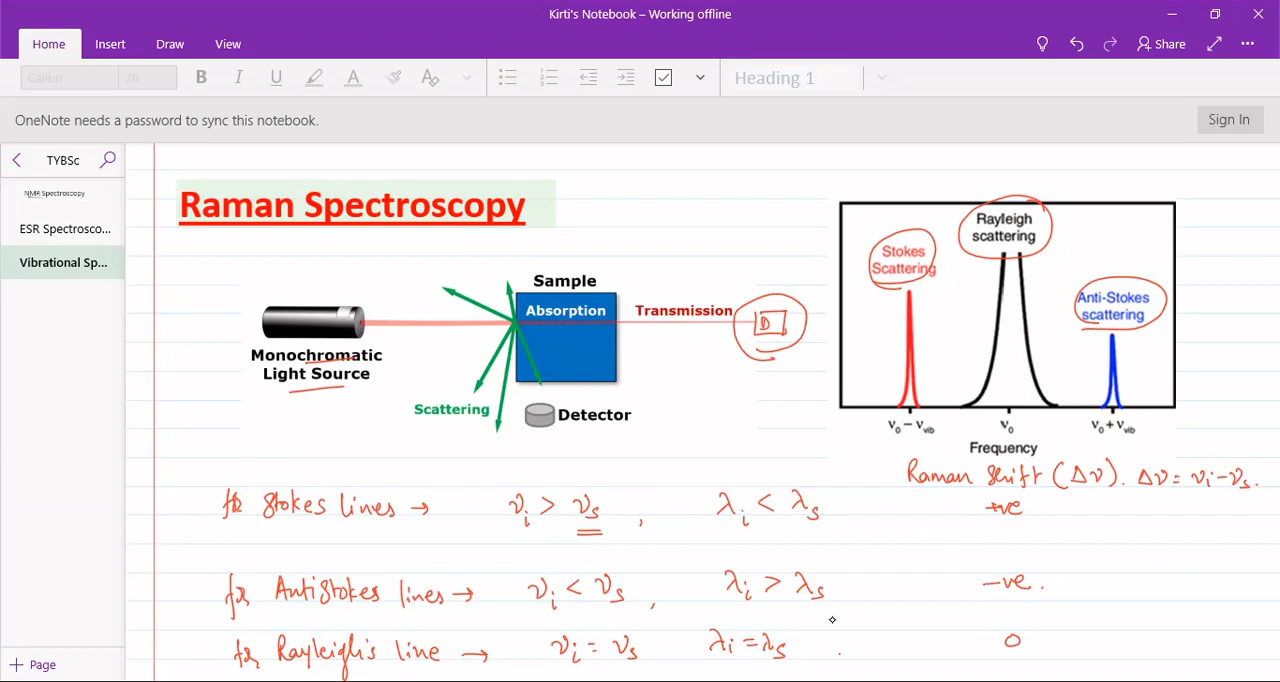 Kirti's Notebook – Working offline
Home Insert Draw View Share
Calibri 26 B I U A A Heading 1
OneNote needs a password to sync this notebook. Sign In
TYBSc
NMR Spectroscopy
ESR Spectrosco...
Vibrational Sp...
Page
Raman Spectroscopy
Sample
Absorption
Transmission
D
Monochromatic
Light Source
Scattering
Detector
Rayleigh
scattering
Stokes
Scattering
Anti-Stokes
scattering
ν₀ – ν_vib ν₀ ν₀ + ν_vib
Frequency
Raman shift (Δν). Δν = νi – νs.
for Stokes lines → νi > νs , λi < λs +ve
for Antistokes lines → νi < νs , λi > λs –ve.
for Rayleigh's line → νi = νs λi = λs . 0